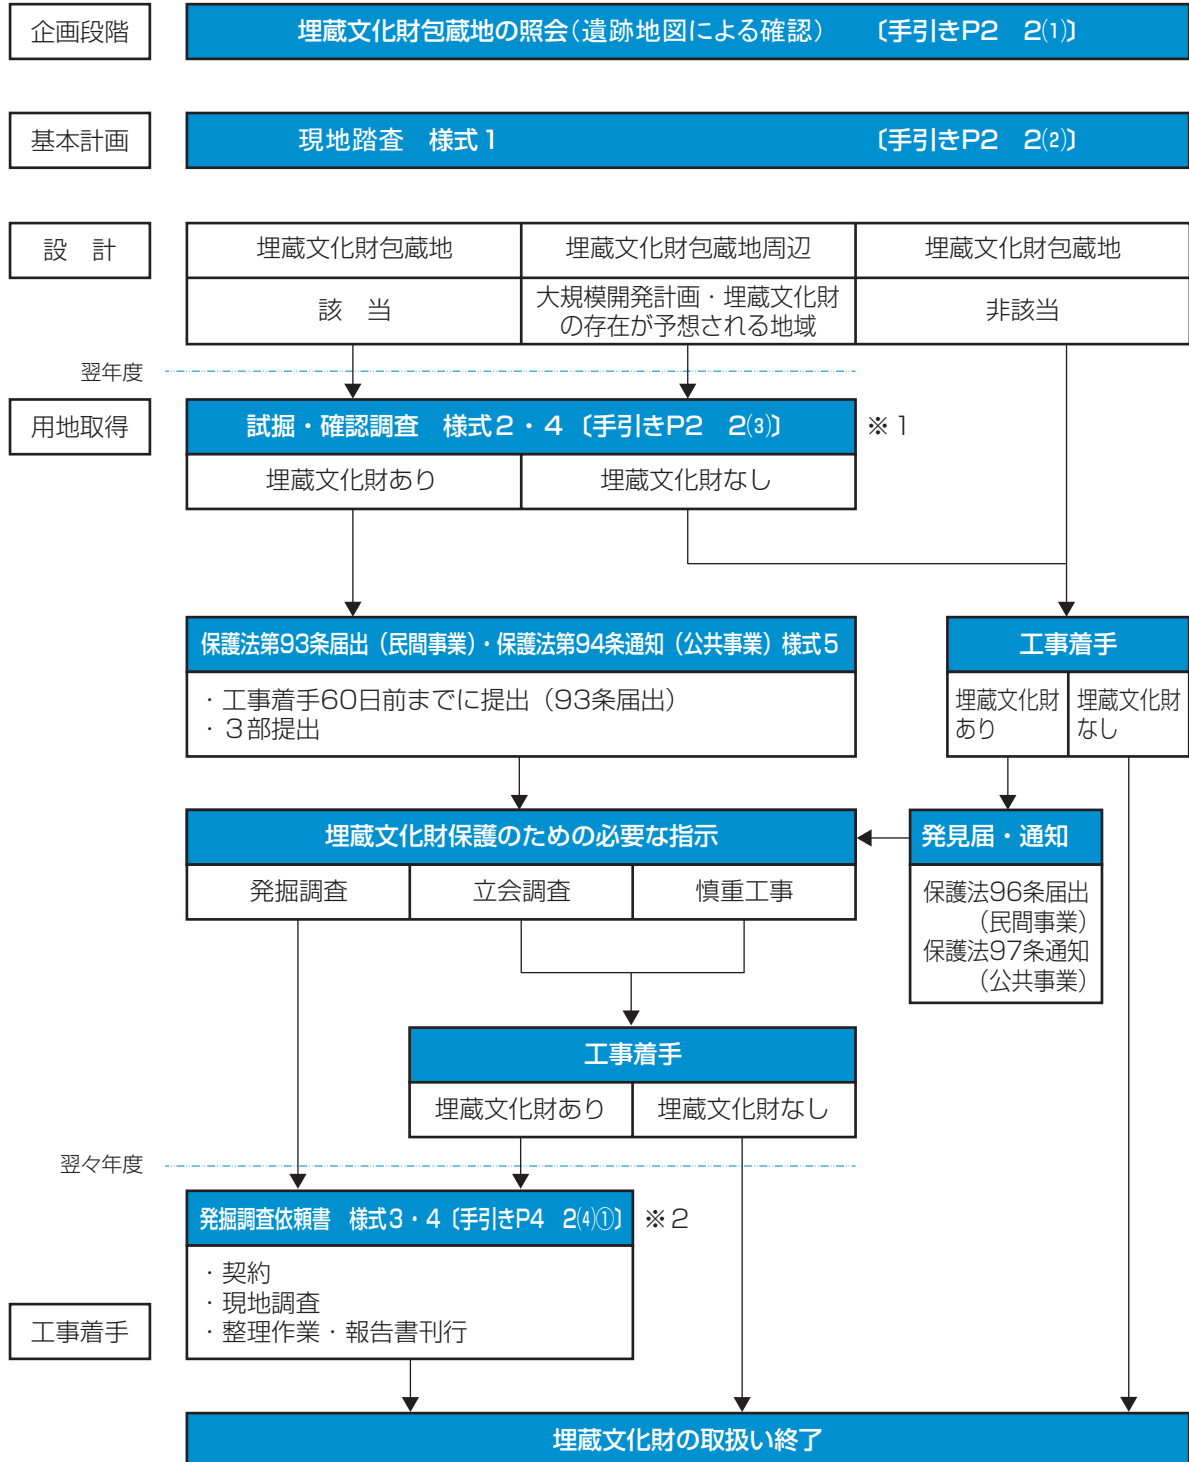 企画段階
埋蔵文化財包蔵地の照会（遺跡地図による確認）　〔手引きP2　2⑴〕
基本計画
現地踏査　様式１　〔手引きP2　2⑵〕
設　計
埋蔵文化財包蔵地
埋蔵文化財包蔵地周辺
埋蔵文化財包蔵地
該　当
大規模開発計画・埋蔵文化財
の存在が予想される地域
非該当
翌年度
用地取得
試掘・確認調査　様式２・４〔手引きP2　2⑶〕
※１
埋蔵文化財あり
埋蔵文化財なし
保護法第93条届出（民間事業）・保護法第94条通知（公共事業）様式５
・工事着手60日前までに提出（93条届出）
・３部提出
工事着手
埋蔵文化財
あり
埋蔵文化財
なし
埋蔵文化財保護のための必要な指示
発掘調査
立会調査
慎重工事
発見届・通知
保護法96条届出
（民間事業）
保護法97条通知
（公共事業）
工事着手
埋蔵文化財あり
埋蔵文化財なし
翌々年度
発掘調査依頼書　様式３・４〔手引きP4　2⑷①〕
※２
・契約
・現地調査
・整理作業・報告書刊行
工事着手
埋蔵文化財の取扱い終了